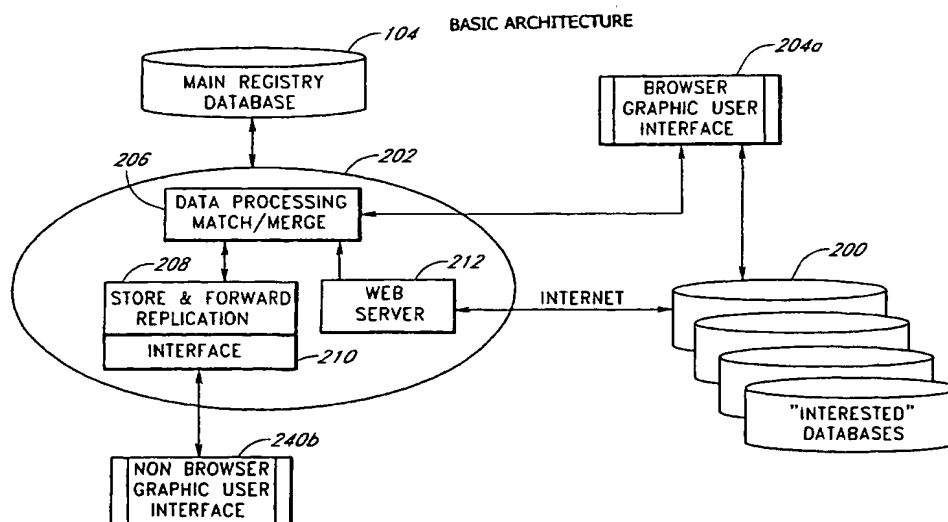 BASIC ARCHITECTURE
104
MAIN REGISTRY
DATABASE
204a
BROWSER
GRAPHIC USER
INTERFACE
202
206
DATA PROCESSING
MATCH/MERGE
208
STORE & FORWARD
REPLICATION
INTERFACE
210
212
WEB
SERVER
INTERNET
200
"INTERESTED"
DATABASES
240b
NON BROWSER
GRAPHIC USER
INTERFACE